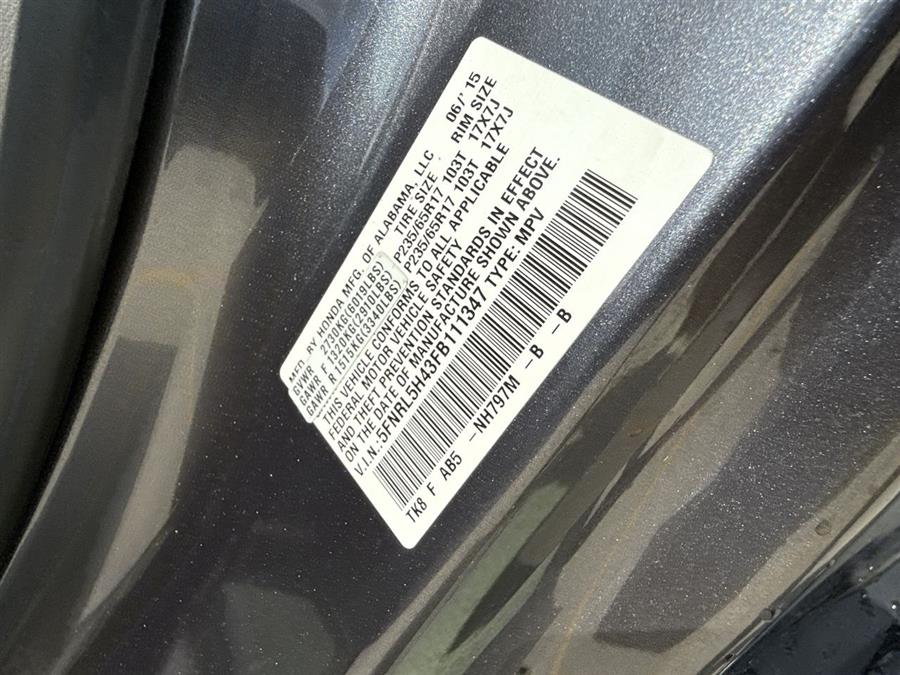 MFD. BY HONDA MFG. OF ALABAMA, LLC 06/'15
GVWR 2730KG(6019LBS) TIRE SIZE RIM SIZE
GAWR F 1320KG(2910LBS) P235/65R17 103T 17X7J
GAWR R 1515KG(3340LBS) P235/65R17 103T 17X7J
THIS VEHICLE CONFORMS TO ALL APPLICABLE
FEDERAL MOTOR VEHICLE SAFETY
AND THEFT PREVENTION STANDARDS IN EFFECT
ON THE DATE OF MANUFACTURE SHOWN ABOVE.
V.I.N.:5FNRL5H43FB111347 TYPE: MPV
TK8 F AB5 -NH797M -B -B